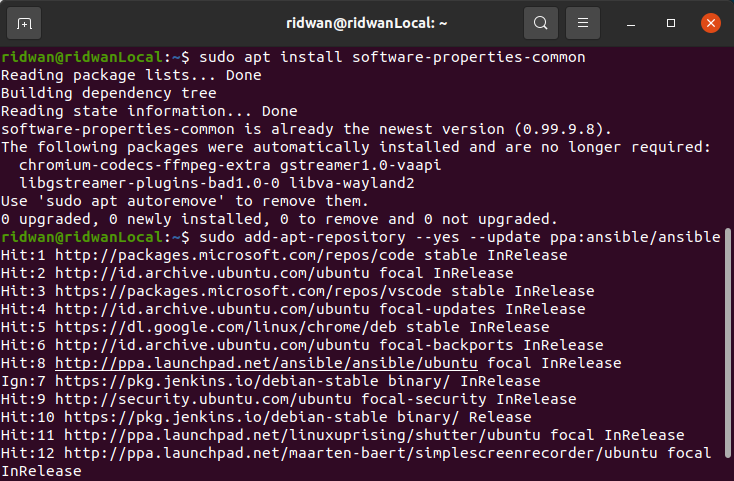 ridwan@ridwanLocal: ~
ridwan@ridwanLocal:~$ sudo apt install software-properties-common
Reading package lists... Done
Building dependency tree
Reading state information... Done
software-properties-common is already the newest version (0.99.9.8).
The following packages were automatically installed and are no longer required:
  chromium-codecs-ffmpeg-extra gstreamer1.0-vaapi
  libgstreamer-plugins-bad1.0-0 libva-wayland2
Use 'sudo apt autoremove' to remove them.
0 upgraded, 0 newly installed, 0 to remove and 0 not upgraded.
ridwan@ridwanLocal:~$ sudo add-apt-repository --yes --update ppa:ansible/ansible
Hit:1 http://packages.microsoft.com/repos/code stable InRelease
Hit:2 http://id.archive.ubuntu.com/ubuntu focal InRelease
Hit:3 https://packages.microsoft.com/repos/vscode stable InRelease
Hit:4 http://id.archive.ubuntu.com/ubuntu focal-updates InRelease
Hit:5 https://dl.google.com/linux/chrome/deb stable InRelease
Hit:6 http://id.archive.ubuntu.com/ubuntu focal-backports InRelease
Hit:8 http://ppa.launchpad.net/ansible/ansible/ubuntu focal InRelease
Ign:7 https://pkg.jenkins.io/debian-stable binary/ InRelease
Hit:9 http://security.ubuntu.com/ubuntu focal-security InRelease
Hit:10 https://pkg.jenkins.io/debian-stable binary/ Release
Hit:11 http://ppa.launchpad.net/linuxuprising/shutter/ubuntu focal InRelease
Hit:12 http://ppa.launchpad.net/maarten-baert/simplescreenrecorder/ubuntu focal
InRelease